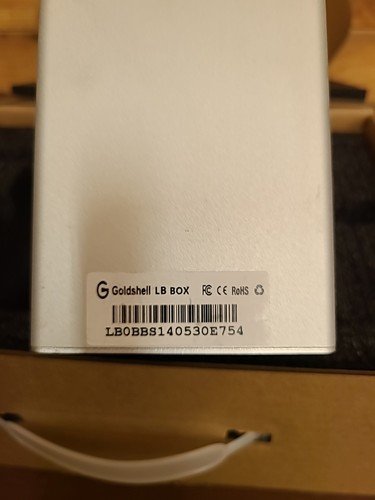 Goldshell LB BOX FC CE RoHS
LB0BBS140530E754